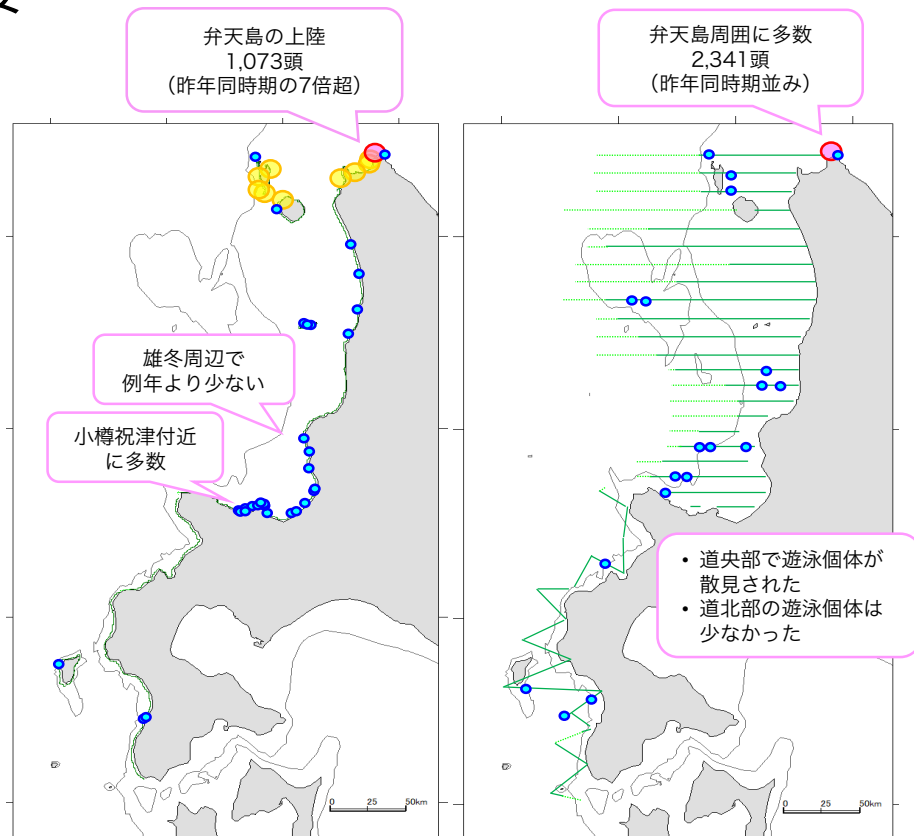 弁天島の上陸
1,073頭
（昨年同時期の7倍超）
弁天島周囲に多数
2,341頭
（昨年同時期並み）
雄冬周辺で
例年より少ない
小樽祝津付近
に多数
• 道央部で遊泳個体が
散見された
• 道北部の遊泳個体は
少なかった
0 25 50km
0 25 50km